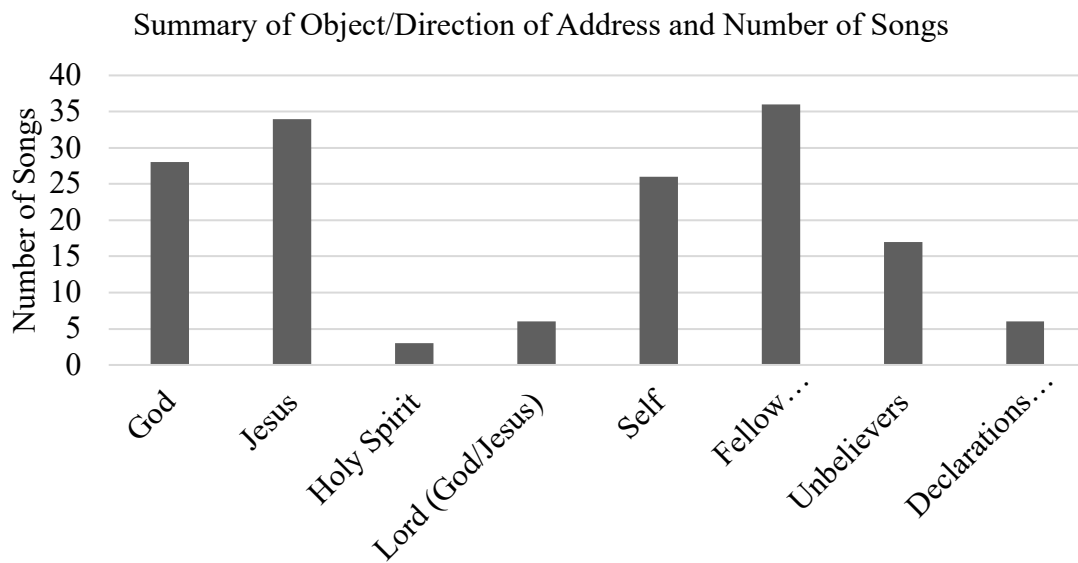 Summary of Object/Direction of Address and Number of Songs
Number of Songs
40
35
30
25
20
15
10
5
0
God
Jesus
Holy Spirit
Lord (God/Jesus)
Self
Fellow…
Unbelievers
Declarations…